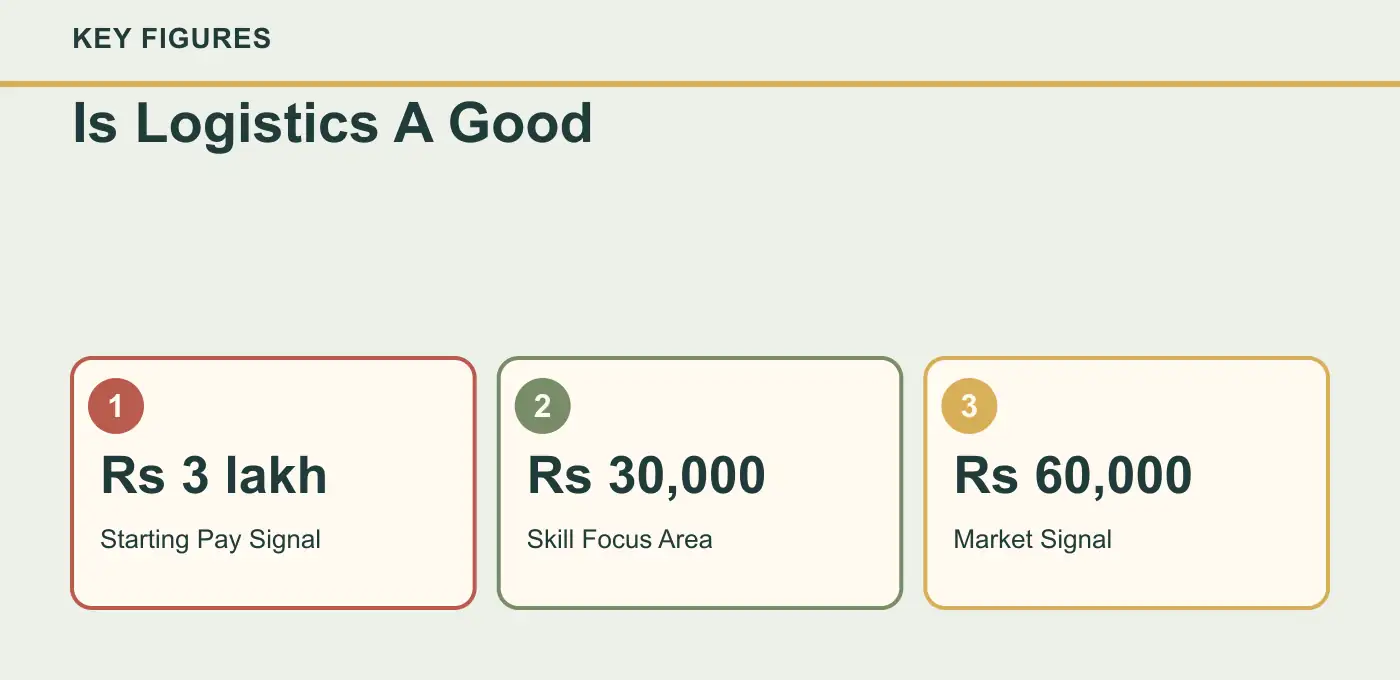 KEY FIGURES
Is Logistics A Good
1
Rs 3 lakh
Starting Pay Signal
2
Rs 30,000
Skill Focus Area
3
Rs 60,000
Market Signal